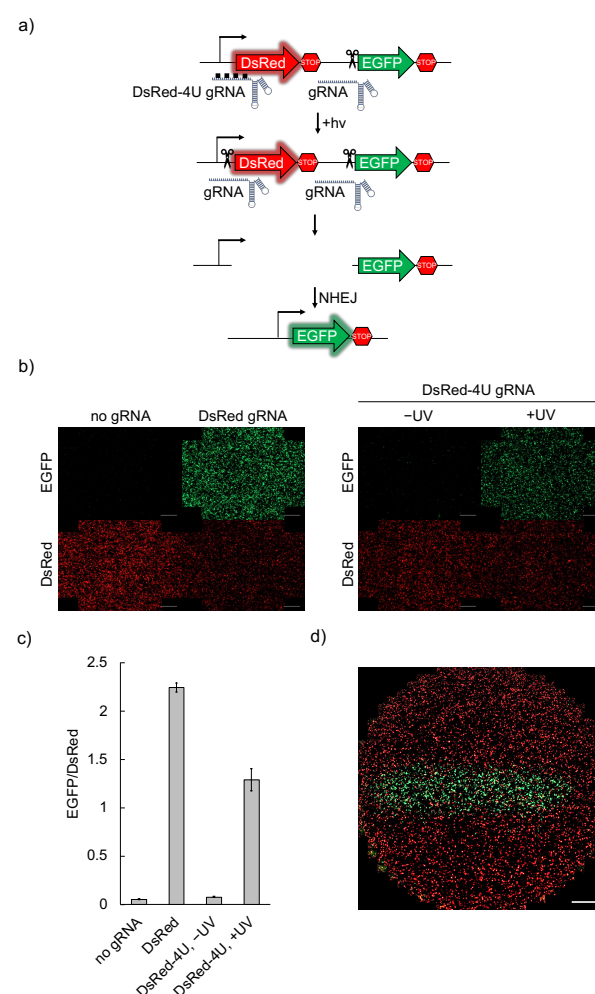 a)
DsRed STOP EGFP STOP
DsRed-4U gRNA gRNA
+hv
DsRed STOP EGFP STOP
gRNA gRNA
EGFP STOP
NHEJ
EGFP STOP
b)
DsRed-4U gRNA
no gRNA DsRed gRNA −UV +UV
EGFP EGFP
DsRed DsRed
c)
d)
EGFP/DsRed
2.5
2
1.5
1
0.5
0
no gRNA
DsRed
DsRed-4U, −UV
DsRed-4U, +UV